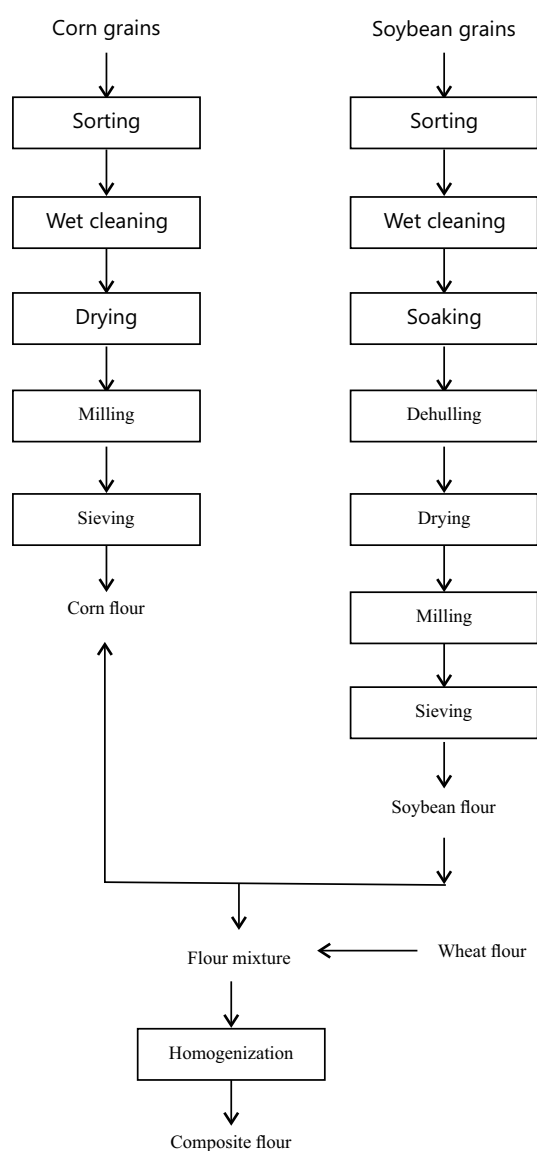 Corn grains
Sorting
Wet cleaning
Drying
Milling
Sieving
Corn flour
Soybean grains
Sorting
Wet cleaning
Soaking
Dehulling
Drying
Milling
Sieving
Soybean flour
Flour mixture
Wheat flour
Homogenization
Composite flour